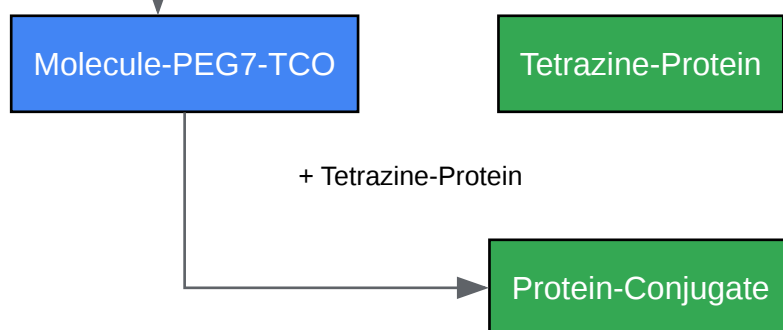 Molecule-PEG7-TCO
Tetrazine-Protein
+ Tetrazine-Protein
Protein-Conjugate